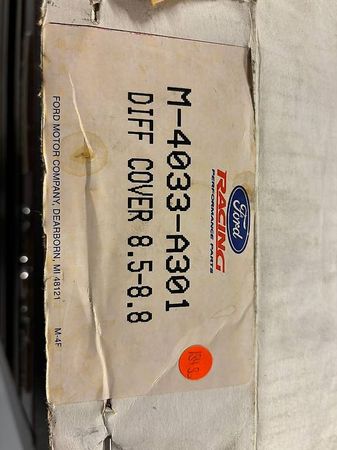 Ford
RACING
PERFORMANCE PARTS
M-4033-A301
DIFF COVER 8.5-8.8
FORD MOTOR COMPANY, DEARBORN, MI 48121
M-4F